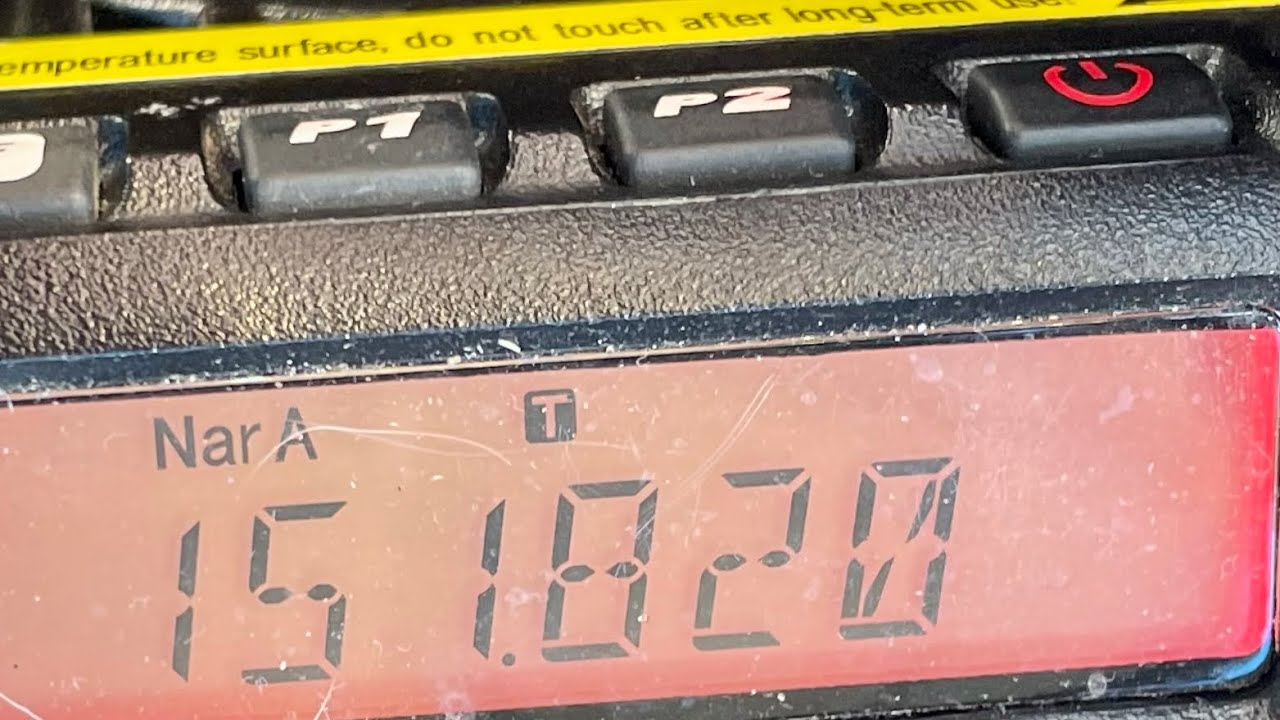 emperature surface, do not touch after long-term use!
P1 P2
Nar A T
151.820